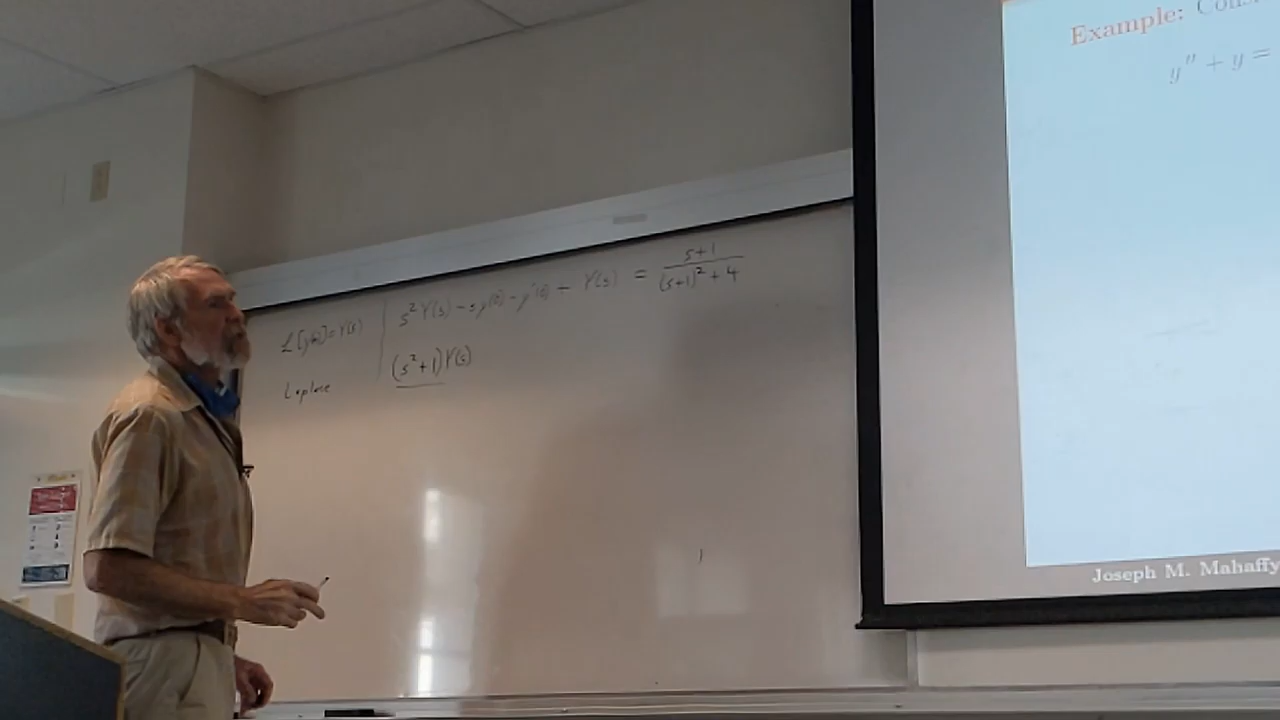 ℒ[y(t)] = Y(s)
Laplace
s²Y(s) − sy(0) − y'(0) + Y(s) = (s+1)/((s+1)² + 4)
(s²+1)Y(s)
Example:
y'' + y =
Joseph M. Mahaffy